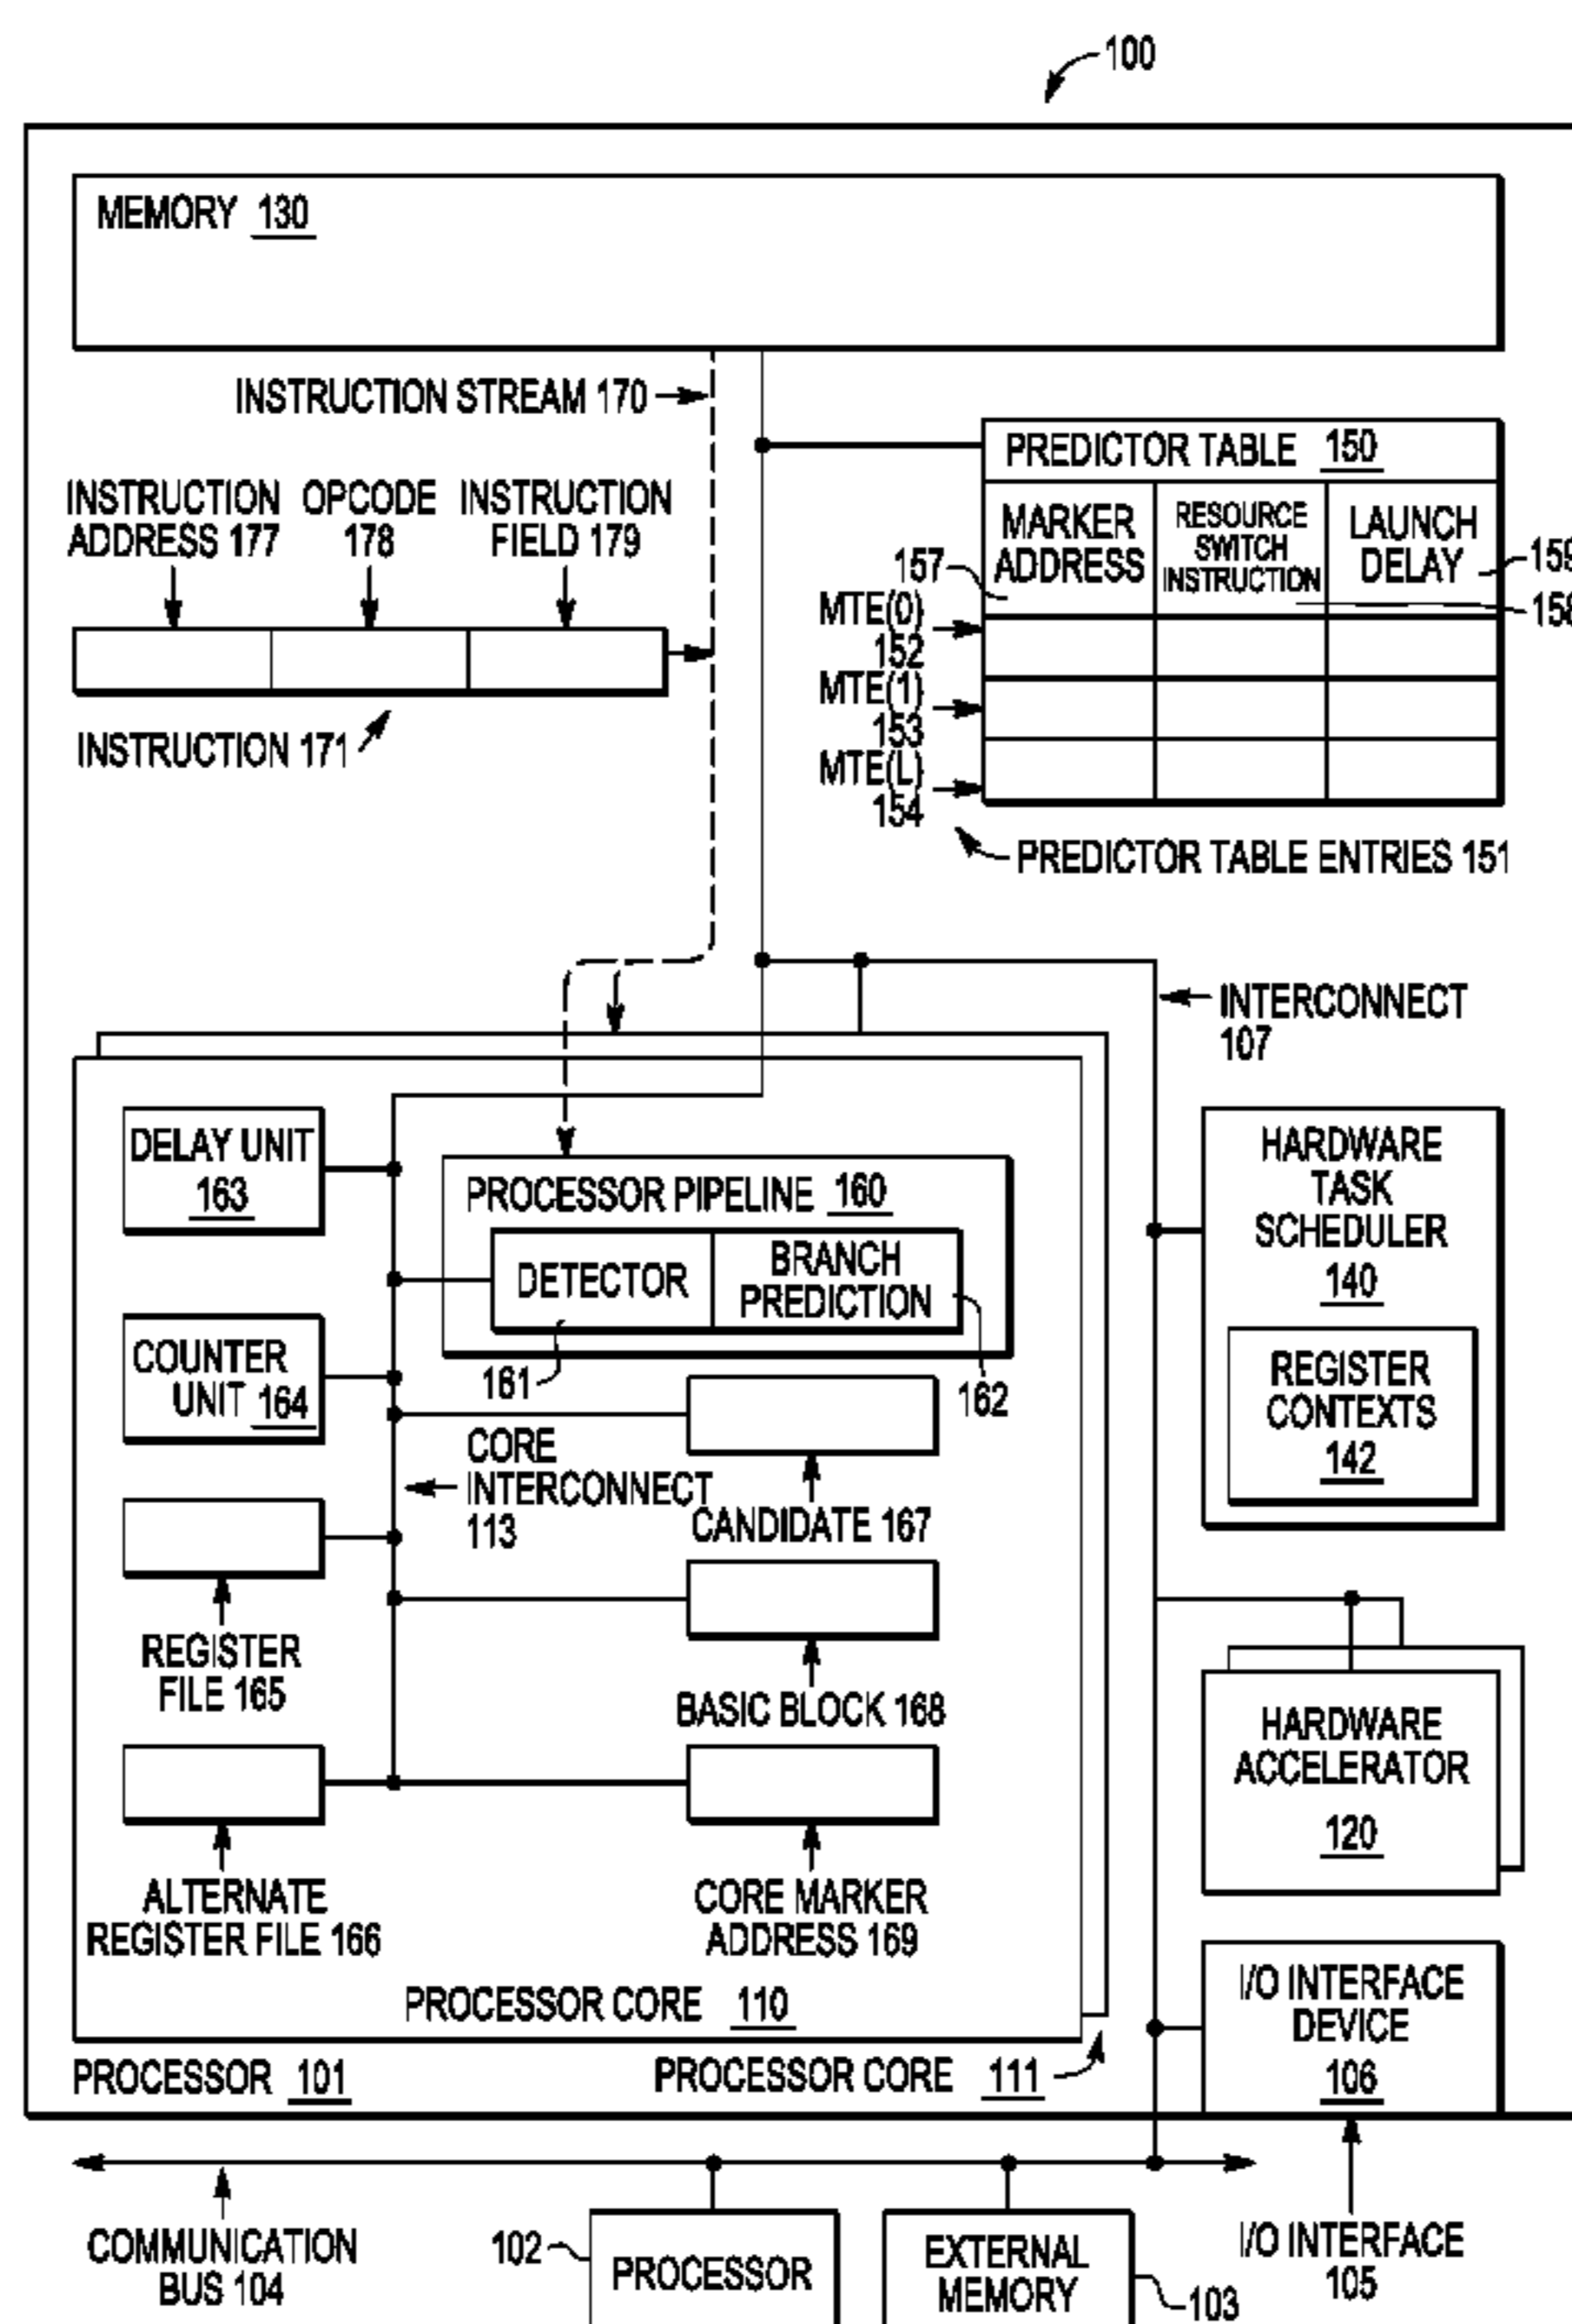 100
MEMORY 130
INSTRUCTION STREAM 170
PREDICTOR TABLE 150
MARKER
ADDRESS
RESOURCE
SWITCH
INSTRUCTION
LAUNCH
DELAY
157
159
158
INSTRUCTION
ADDRESS 177
OPCODE
178
INSTRUCTION
FIELD 179
INSTRUCTION 171
MTE(0)
152
MTE(1)
153
MTE(L)
154
PREDICTOR TABLE ENTRIES 151
INTERCONNECT
107
DELAY UNIT
163
PROCESSOR PIPELINE 160
DETECTOR
BRANCH
PREDICTION
161
162
COUNTER
UNIT 164
CORE
INTERCONNECT
113
CANDIDATE 167
REGISTER
FILE 165
BASIC BLOCK 168
ALTERNATE
REGISTER FILE 166
CORE MARKER
ADDRESS 169
PROCESSOR CORE 110
PROCESSOR 101
PROCESSOR CORE 111
HARDWARE
TASK
SCHEDULER
140
REGISTER
CONTEXTS
142
HARDWARE
ACCELERATOR
120
I/O INTERFACE
DEVICE
106
COMMUNICATION
BUS 104
102
PROCESSOR
EXTERNAL
MEMORY
103
I/O INTERFACE
105